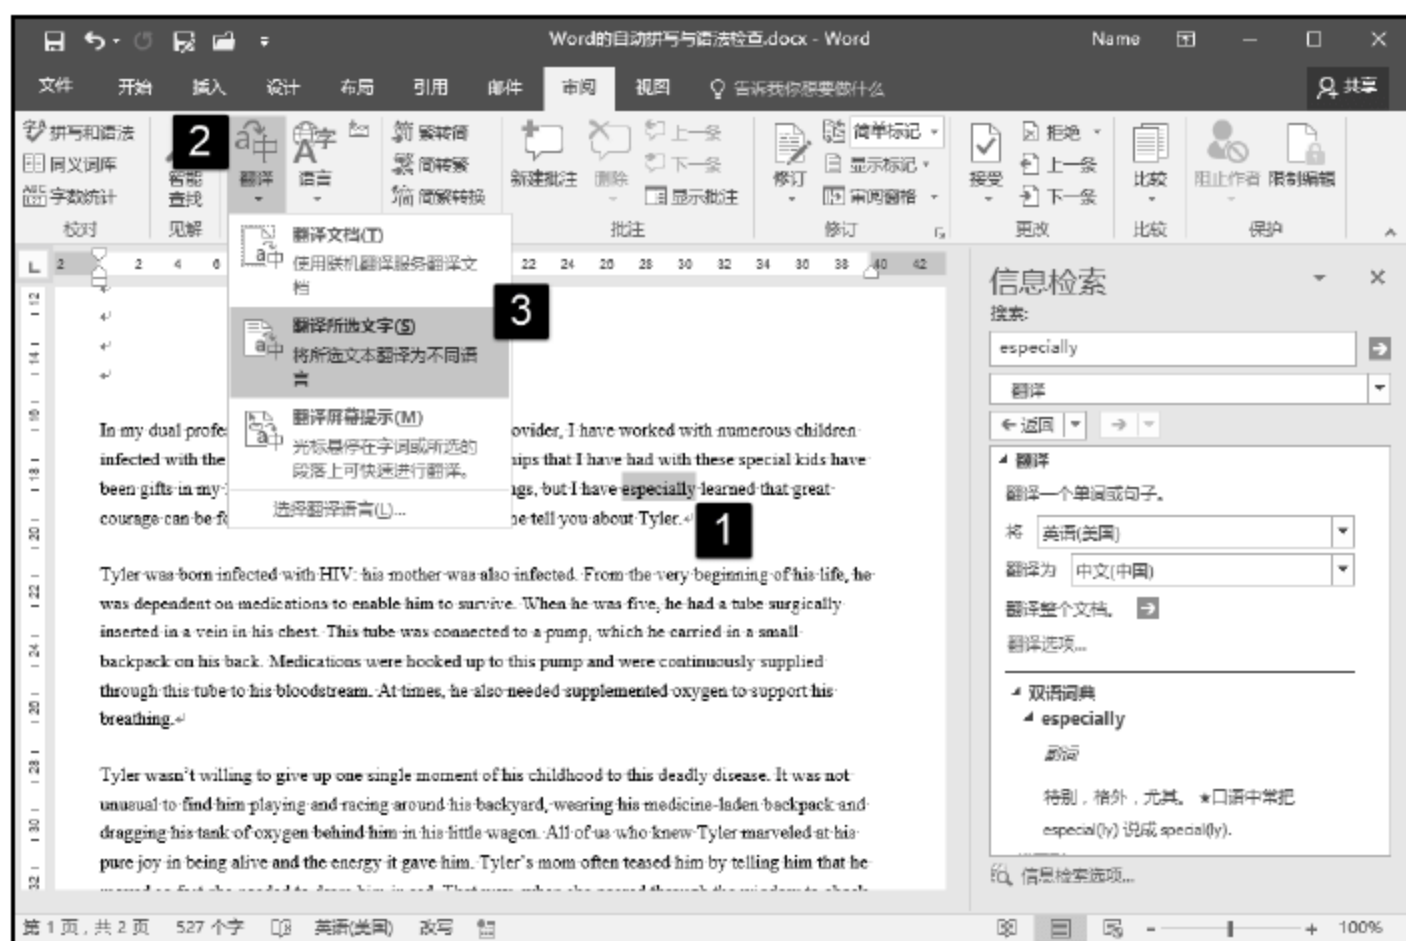 Word的自动拼写与语法检查.docx - Word
Name
文件 开始 插入 设计 布局 引用 邮件 审阅 视图 告诉我你想要做什么 共享
拼写和语法
同义词库
ABC
123
字数统计
校对
智能
查找
见解
2
翻译
语言
繁转简
简转繁
简繁转换
新建批注
删除
上一条
下一条
显示批注
批注
修订
简单标记
显示标记
审阅窗格
修订
接受
拒绝
上一条
下一条
更改
比较
比较
阻止作者
限制编辑
保护
翻译文档(T)
使用联机翻译服务翻译文
档
翻译所选文字(S)
将所选文本翻译为不同语
言
3
翻译屏幕提示(M)
光标悬停在字词或所选的
段落上可快速进行翻译。
选择翻译语言(L)...
2 2 4 6 22 24 26 28 30 32 34 36 38 40 42
In my dual profe ovider, I have worked with numerous children
infected with the hips that I have had with these special kids have
been gifts in my ngs, but I have especially learned that great
courage can be f ne tell you about Tyler.
1
Tyler was born infected with HIV: his mother was also infected. From the very beginning of his life, he
was dependent on medications to enable him to survive. When he was five, he had a tube surgically
inserted in a vein in his chest. This tube was connected to a pump, which he carried in a small
backpack on his back. Medications were hooked up to this pump and were continuously supplied
through this tube to his bloodstream. At times, he also needed supplemented oxygen to support his
breathing.
Tyler wasn't willing to give up one single moment of his childhood to this deadly disease. It was not
unusual to find him playing and racing around his backyard, wearing his medicine-laden backpack and
dragging his tank of oxygen behind him in his little wagon. All of us who knew Tyler marveled at his
pure joy in being alive and the energy it gave him. Tyler's mom often teased him by telling him that he
信息检索
搜索:
especially
翻译
返回
翻译
翻译一个单词或句子。
将 英语(美国)
翻译为 中文(中国)
翻译整个文档。
翻译选项...
双语词典
especially
副词
特别，格外，尤其。 ★口语中常把
especial(ly) 说成 special(ly).
信息检索选项...
第 1 页，共 2 页 527 个字 英语(美国) 改写 100%